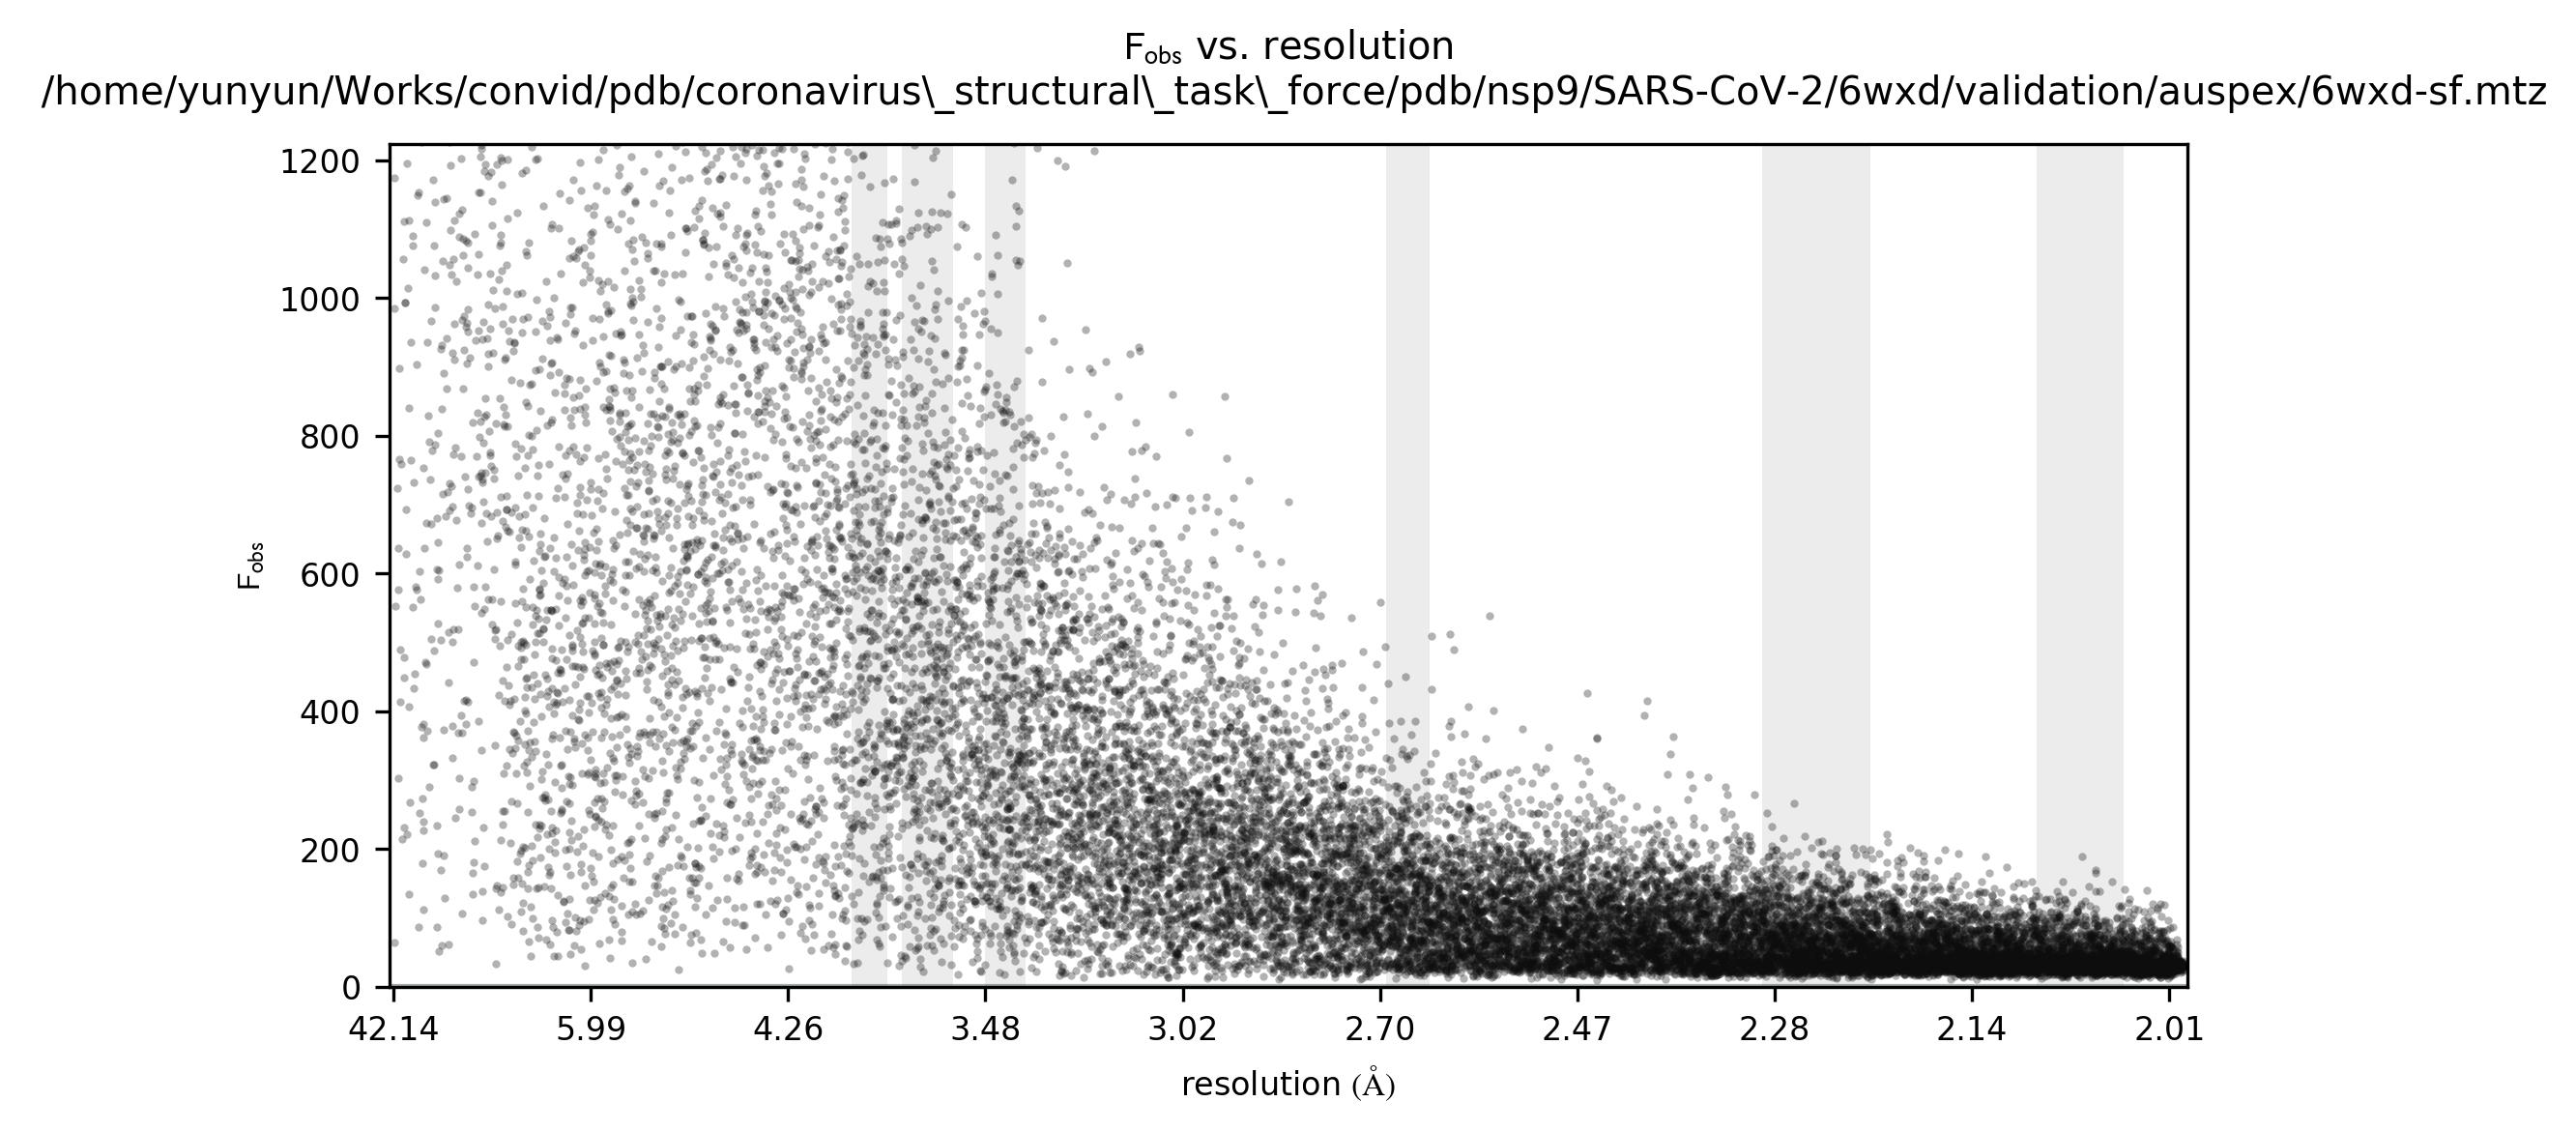 Fobs vs. resolution
/home/yunyun/Works/convid/pdb/coronavirus\_structural\_task\_force/pdb/nsp9/SARS-CoV-2/6wxd/validation/auspex/6wxd-sf.mtz
1200
1000
800
600
400
200
0
Fobs
42.14 5.99 4.26 3.48 3.02 2.70 2.47 2.28 2.14 2.01
resolution (Å)